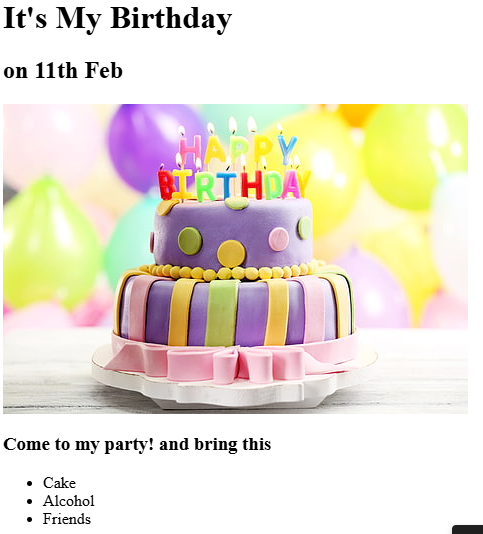 It's My Birthday
on 11th Feb
HAPPY
BIRTHDAY
Come to my party! and bring this
Cake
Alcohol
Friends